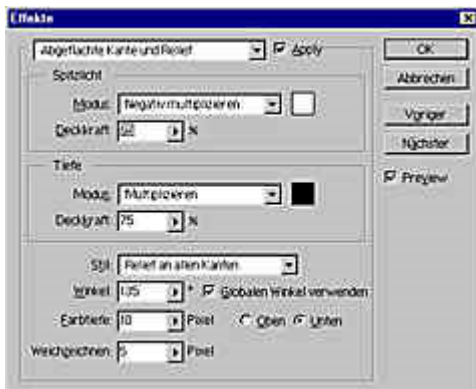 Effekte
Abgeflachte Kante und Relief Apply
OK
Spitzlicht
Abbrechen
Modus: Negativ multiplizieren
Voriger
Deckkraft: %
Nächster
Tiefe
Preview
Modus: Multiplizieren
Deckkraft: 75 %
Stil: Relief an allen Kanten
Winkel: 135 ° Globalen Winkel verwenden
Farbtiefe: 10 Pixel Oben Unten
Weichzeichnen: 5 Pixel